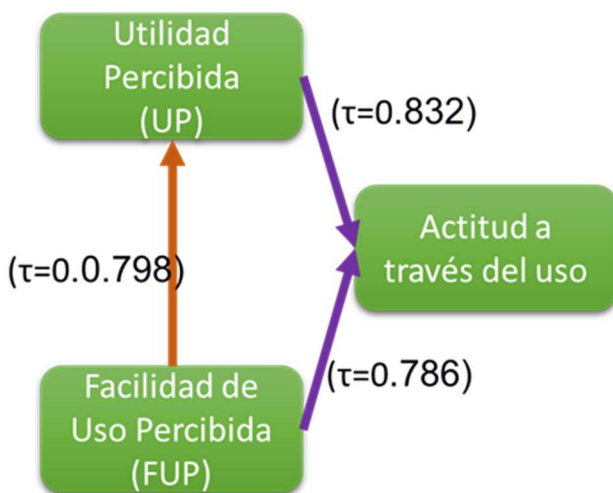 Utilidad
Percibida
(UP)
(τ=0.832)
Actitud a
través del uso
(τ=0.0.798)
(τ=0.786)
Facilidad de
Uso Percibida
(FUP)